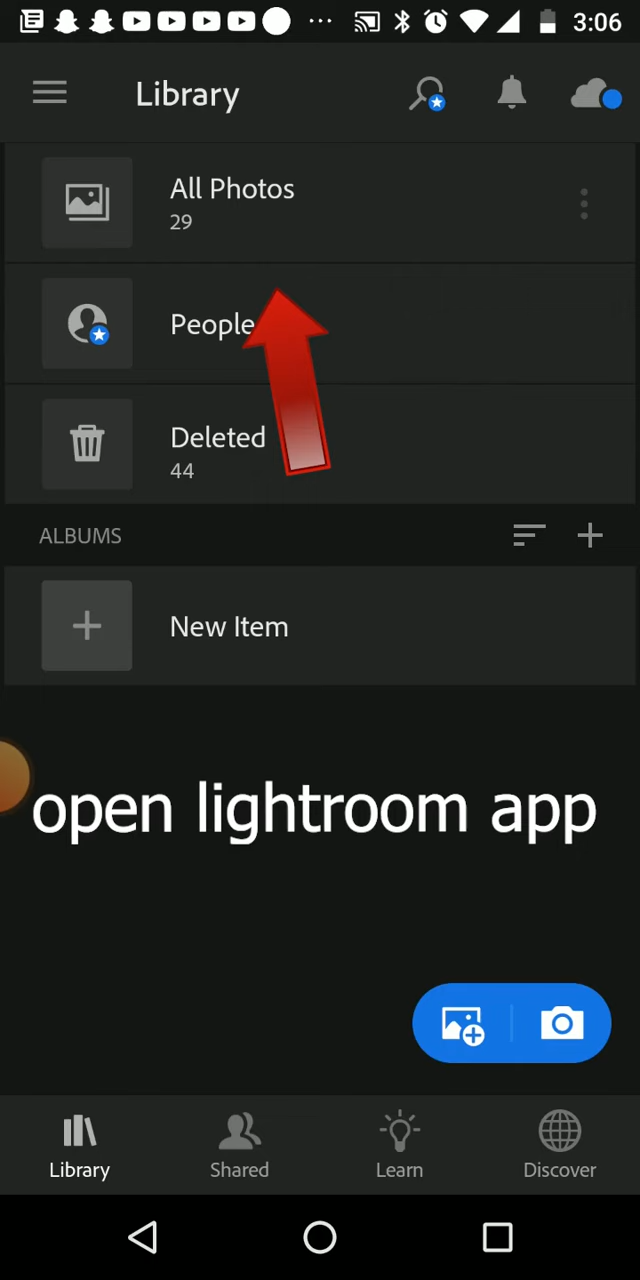 3:06
Library
All Photos
29
People
Deleted
44
ALBUMS
New Item
open lightroom app
Library
Shared
Learn
Discover